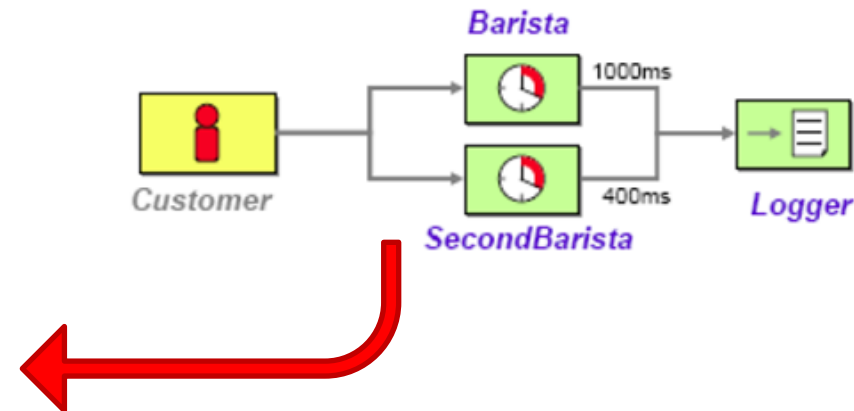 Barista
1000ms
Customer
400ms
Logger
SecondBarista